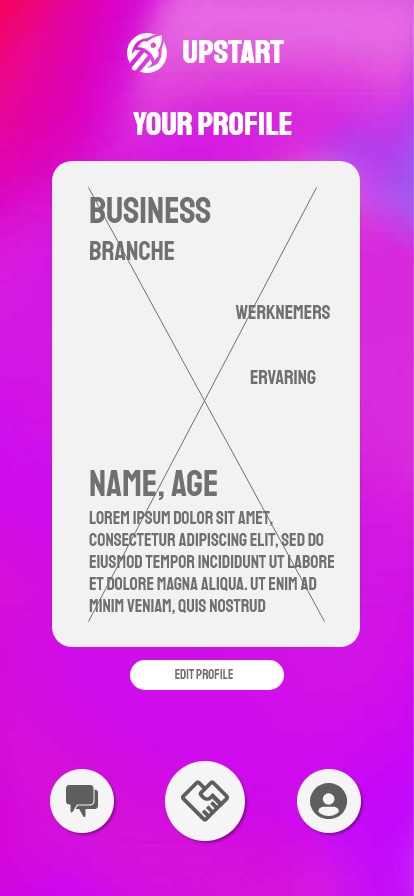 UPSTART
YOUR PROFILE
BUSINESS
BRANCHE
WERKNEMERS
ERVARING
NAME, AGE
LOREM IPSUM DOLOR SIT AMET,
CONSECTETUR ADIPISCING ELIT, SED DO
EIUSMOD TEMPOR INCIDIDUNT UT LABORE
ET DOLORE MAGNA ALIQUA. UT ENIM AD
MINIM VENIAM, QUIS NOSTRUD
EDIT PROFILE